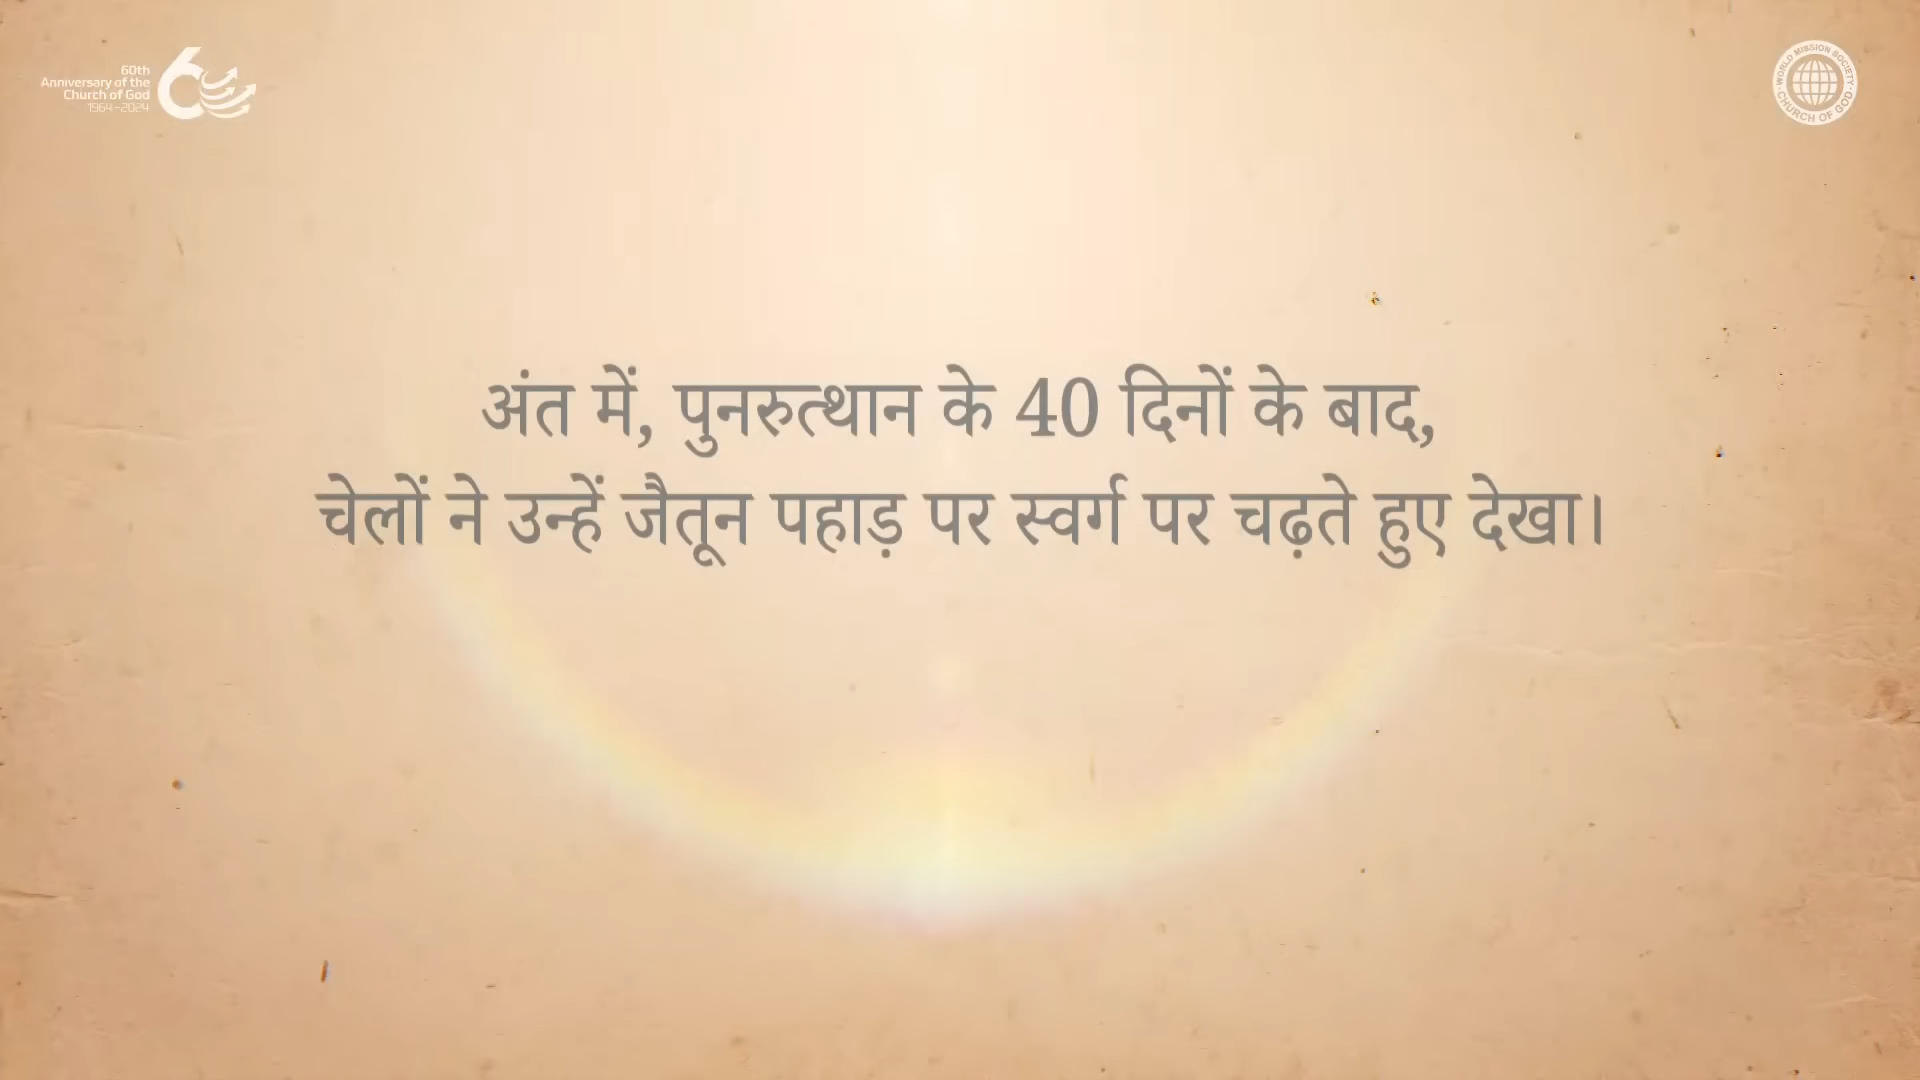 60th
Anniversary of the
Church of God
1964–2024
WORLD MISSION SOCIETY
CHURCH OF GOD
अंत में, पुनरुत्थान के 40 दिनों के बाद,
चेलों ने उन्हें जैतून पहाड़ पर स्वर्ग पर चढ़ते हुए देखा।